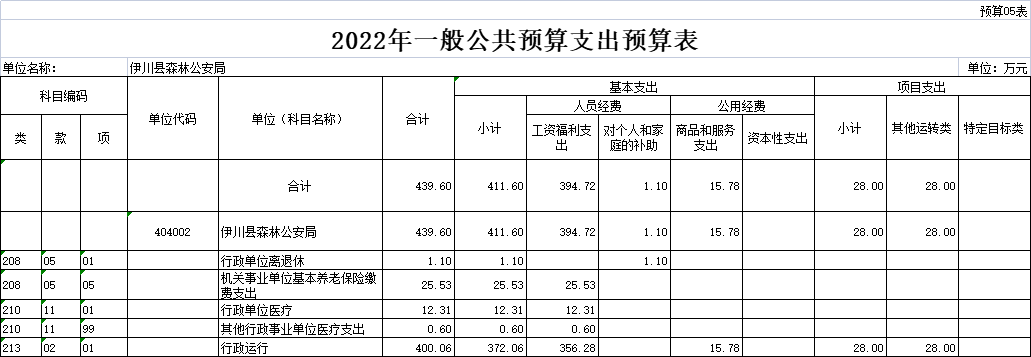 预算05表
2022年一般公共预算支出预算表
单位名称: 伊川县森林公安局 单位：万元
科目编码 单位代码 单位（科目名称） 合计 基本支出 项目支出
小计 人员经费 公用经费 小计 其他运转类 特定目标类
类 款 项 工资福利支出 对个人和家庭的补助 商品和服务支出 资本性支出
合计 439.60 411.60 394.72 1.10 15.78 28.00 28.00
404002 伊川县森林公安局 439.60 411.60 394.72 1.10 15.78 28.00 28.00
208 05 01 行政单位离退休 1.10 1.10 1.10
208 05 05 机关事业单位基本养老保险缴费支出 25.53 25.53 25.53
210 11 01 行政单位医疗 12.31 12.31 12.31
210 11 99 其他行政事业单位医疗支出 0.60 0.60 0.60
213 02 01 行政运行 400.06 372.06 356.28 15.78 28.00 28.00